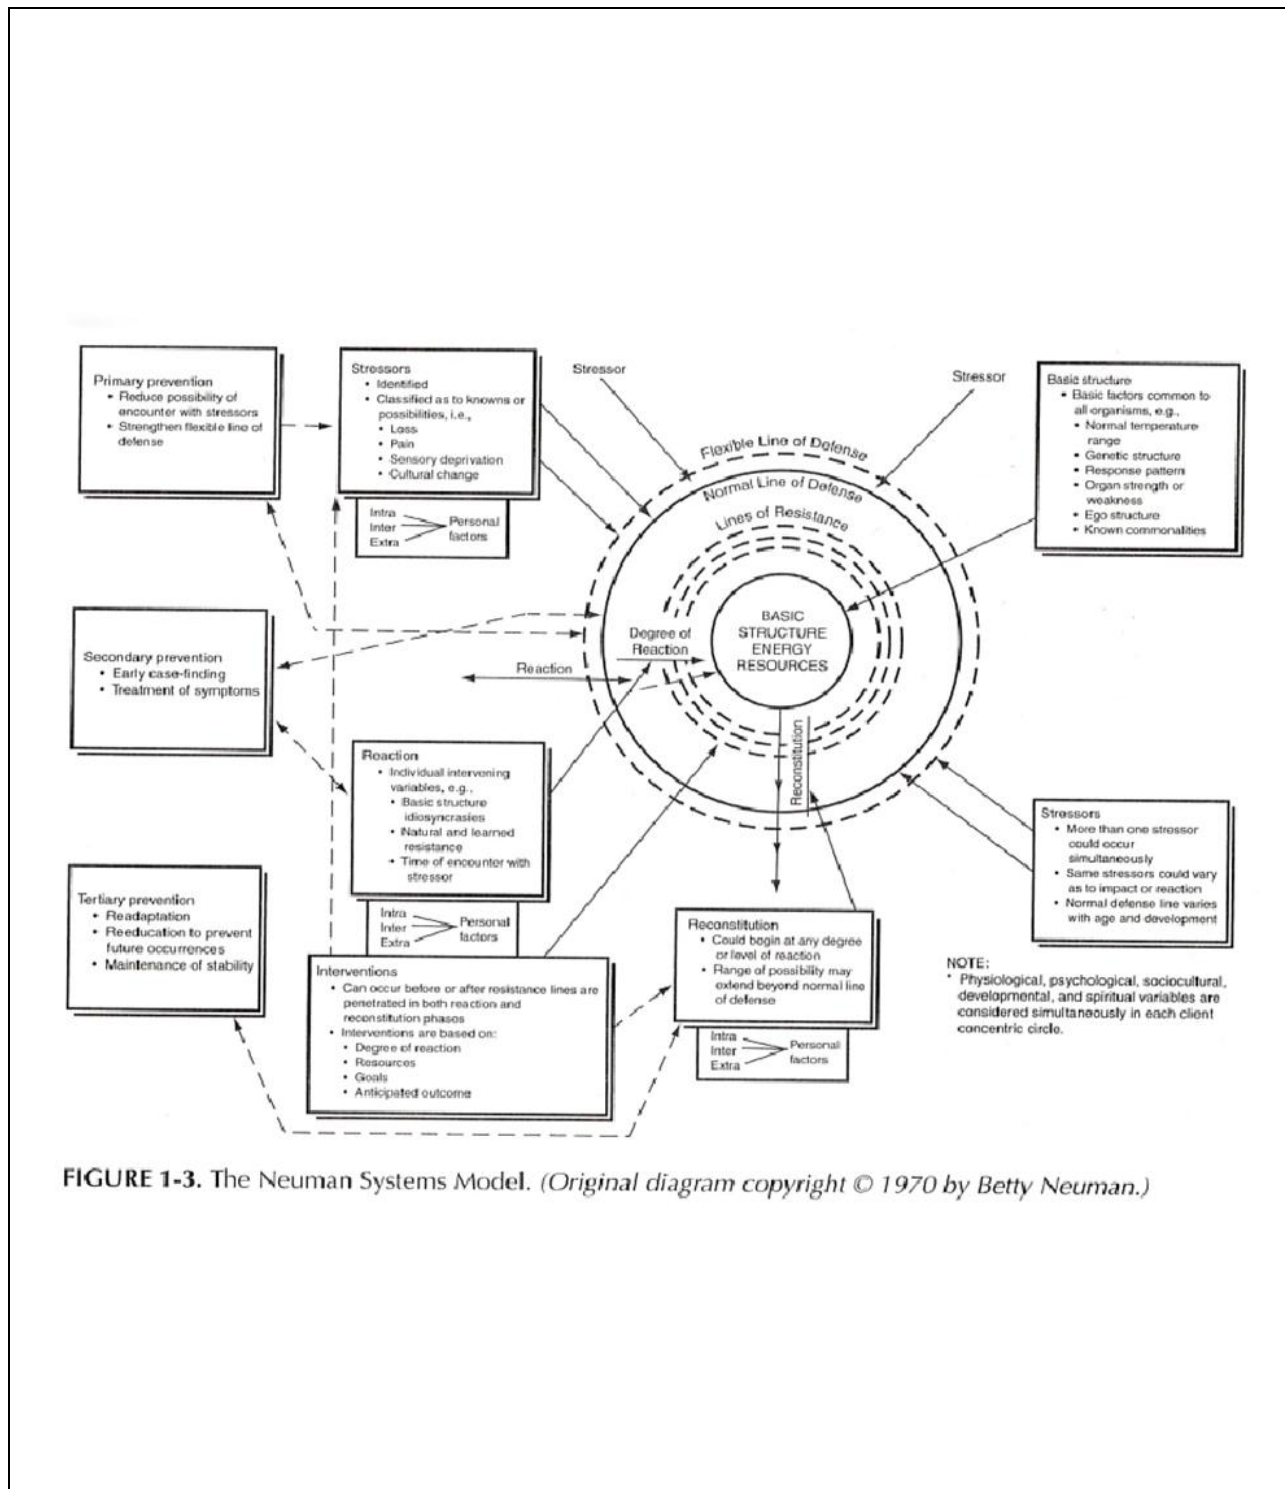 Primary prevention
• Reduce possibility of
encounter with stressors
• Strengthen flexible line of
defense
Stressors
• Identified
• Classified as to knowns or
possibilities, i.e.,
• Loss
• Pain
• Sensory deprivation
• Cultural change
Intra
Inter
Extra
Personal
factors
Stressor
Stressor
Basic structure
• Basic factors common to
all organisms, e.g.,
• Normal temperature
range
• Genetic structure
• Response pattern
• Organ strength or
weakness
• Ego structure
• Known commonalities
Flexible Line of Defense
Normal Line of Defense
Lines of Resistance
BASIC
STRUCTURE
ENERGY
RESOURCES
Degree of
Reaction
Reaction
Reconstitution
Secondary prevention
• Early case-finding
• Treatment of symptoms
Reaction
• Individual intervening
variables, e.g.,
• Basic structure
idiosyncrasies
• Natural and learned
resistance
• Time of encounter with
stressor
Intra
Inter
Extra
Personal
factors
Stressors
• More than one stressor
could occur
simultaneously
• Same stressors could vary
as to impact or reaction
• Normal defense line varies
with age and development
Tertiary prevention
• Readaptation
• Reeducation to prevent
future occurrences
• Maintenance of stability
Interventions
• Can occur before or after resistance lines are
penetrated in both reaction and
reconstitution phases
• Interventions are based on:
• Degree of reaction
• Resources
• Goals
• Anticipated outcome
Reconstitution
• Could begin at any degree
or level of reaction
• Range of possibility may
extend beyond normal line
of defense
Intra
Inter
Extra
Personal
factors
NOTE:
• Physiological, psychological, sociocultural,
developmental, and spiritual variables are
considered simultaneously in each client
concentric circle.
FIGURE 1-3. The Neuman Systems Model. (Original diagram copyright © 1970 by Betty Neuman.)